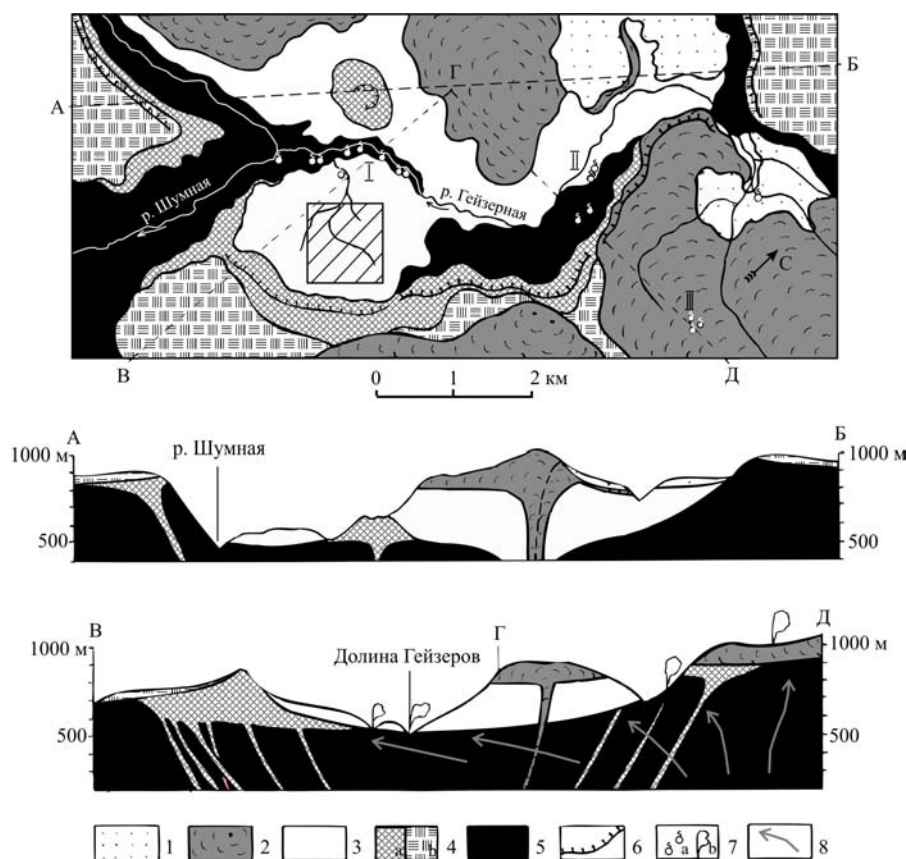 А
Б
В
Г
Д
I
II
III
С
р. Шумная
р. Гейзерная
0 1 2 км
А
Б
р. Шумная
1000 м
500
1000 м
500
В
Г
Д
Долина Гейзеров
1000 м
500
1000 м
500
1 2 3 a b 4 5 6 a b 7 8